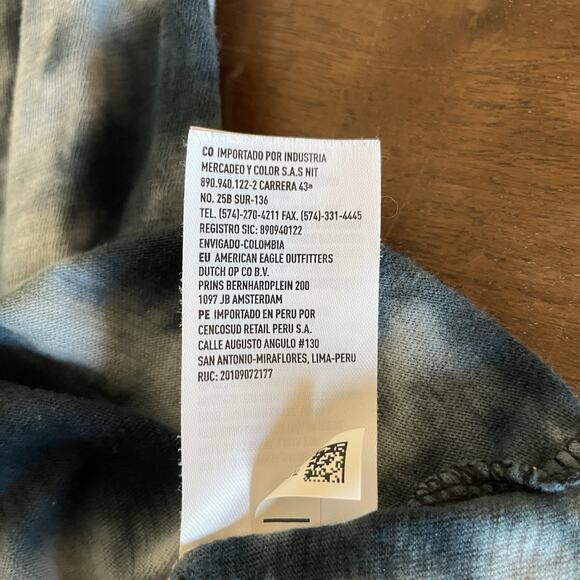 CO IMPORTADO POR INDUSTRIA
MERCADEO Y COLOR S.A.S NIT
890.940.122-2 CARRERA 43ª
NO. 25B SUR-136
TEL. (574)-270-4211 FAX. (574)-331-4445
REGISTRO SIC: 890940122
ENVIGADO-COLOMBIA
EU AMERICAN EAGLE OUTFITTERS
DUTCH OP CO B.V.
PRINS BERNHARDPLEIN 200
1097 JB AMSTERDAM
PE IMPORTADO EN PERU POR
CENCOSUD RETAIL PERU S.A.
CALLE AUGUSTO ANGULO #130
SAN ANTONIO-MIRAFLORES, LIMA-PERU
RUC: 20109072177